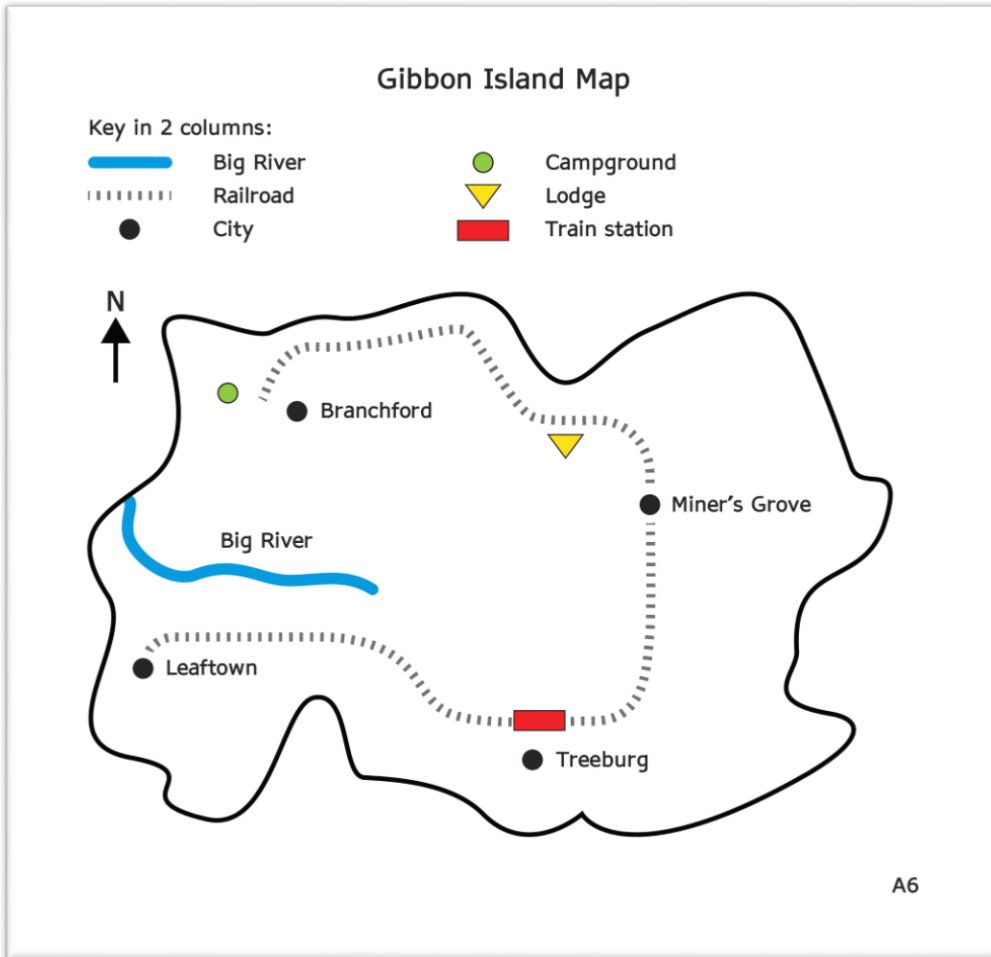 Gibbon Island Map
Key in 2 columns:
Big River
Railroad
City
Campground
Lodge
Train station
N
Branchford
Miner's Grove
Big River
Leaftown
Treeburg
A6